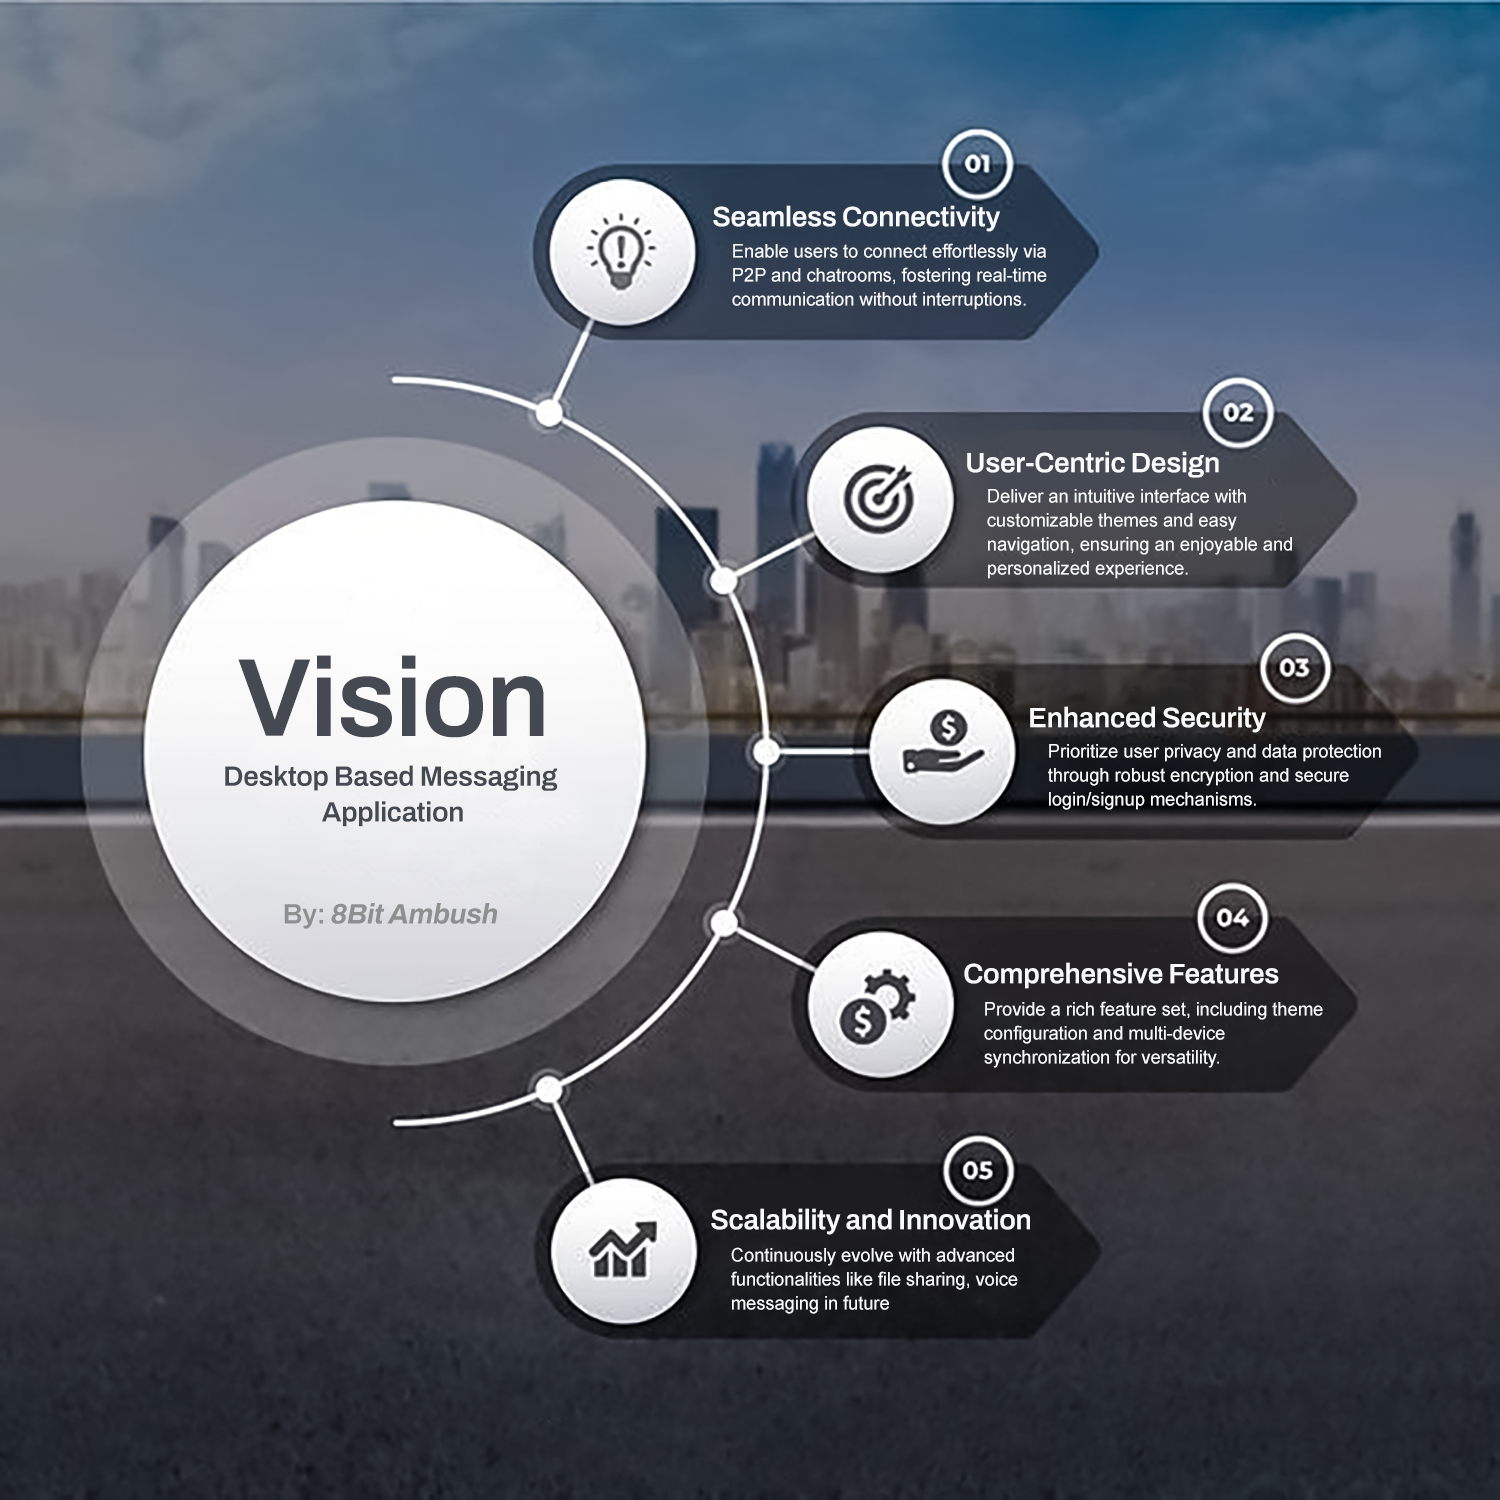 Vision
Desktop Based Messaging
Application
By: 8Bit Ambush
01
Seamless Connectivity
Enable users to connect effortlessly via
P2P and chatrooms, fostering real-time
communication without interruptions.
02
User-Centric Design
Deliver an intuitive interface with
customizable themes and easy
navigation, ensuring an enjoyable and
personalized experience.
03
Enhanced Security
Prioritize user privacy and data protection
through robust encryption and secure
login/signup mechanisms.
04
Comprehensive Features
Provide a rich feature set, including theme
configuration and multi-device
synchronization for versatility.
05
Scalability and Innovation
Continuously evolve with advanced
functionalities like file sharing, voice
messaging in future